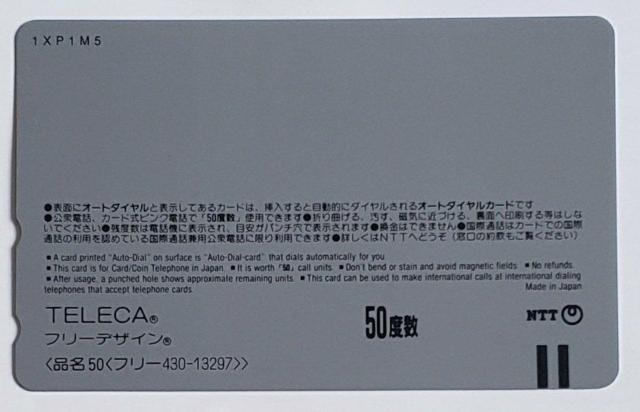 1XP1M5
●表面にオートダイヤルと表示してあるカードは、挿入すると自動的にダイヤルされるオートダイヤルカードです
●公衆電話、カード式ピンク電話で「50度数」使用できます●折り曲げる、汚す、磁気に近づける、裏面へ印刷する等はしな
いでください●残度数は電話機に表示され、目安がパンチ穴で表示されます●換金はできません●国際通話はカードでの国際
通話の利用を認めている国際通話兼用公衆電話に限り利用できます●詳しくはNTTへどうぞ(窓口の約款もご覧ください)
■ A card printed "Auto-Dial" on surface is "Auto-Dial-card" that dials automatically for you
■ This card is for Card/Coin Telephone in Japan. ■ It is worth「50」call units. ■ Don't bend or stain and avoid magnetic fields ■ No refunds.
■ After usage, a punched hole shows approximate remaining units. ■ This card can be used to make international calls at international dialing
telephones that accept telephone cards.
Made in Japan
TELECA®
50度数
NTT
フリーデザイン®
〈品名50〈フリー430-13297〉〉